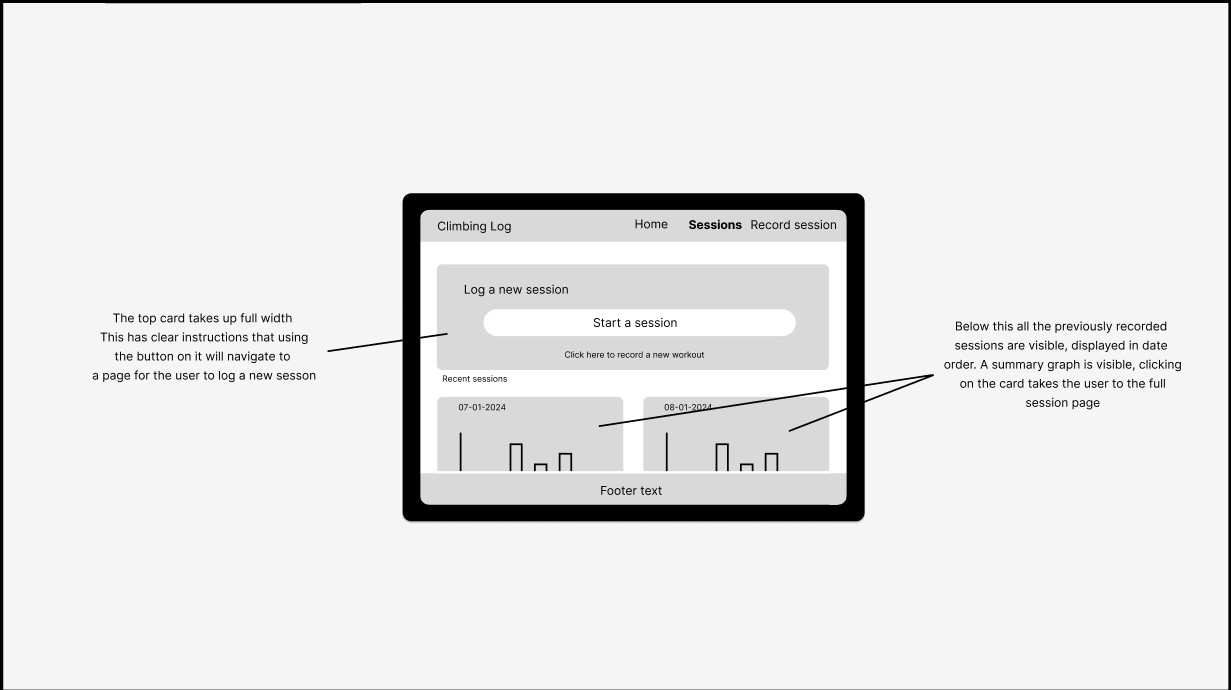 Climbing Log
Home Sessions Record session
Log a new session
Start a session
Click here to record a new workout
Recent sessions
07-01-2024
08-01-2024
Footer text
The top card takes up full width
This has clear instructions that using
the button on it will navigate to
a page for the user to log a new sesson
Below this all the previously recorded
sessions are visible, displayed in date
order. A summary graph is visible, clicking
on the card takes the user to the full
session page